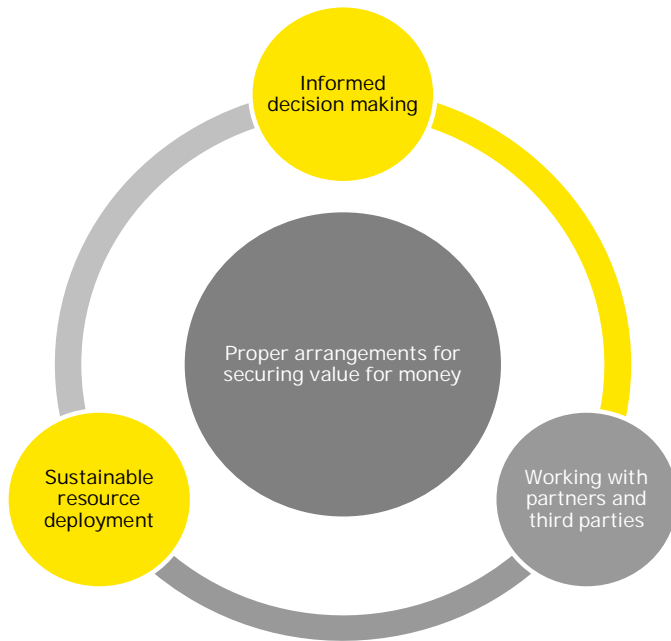 Informed
decision making
Proper arrangements for
securing value for money
Sustainable
resource
deployment
Working with
partners and
third parties